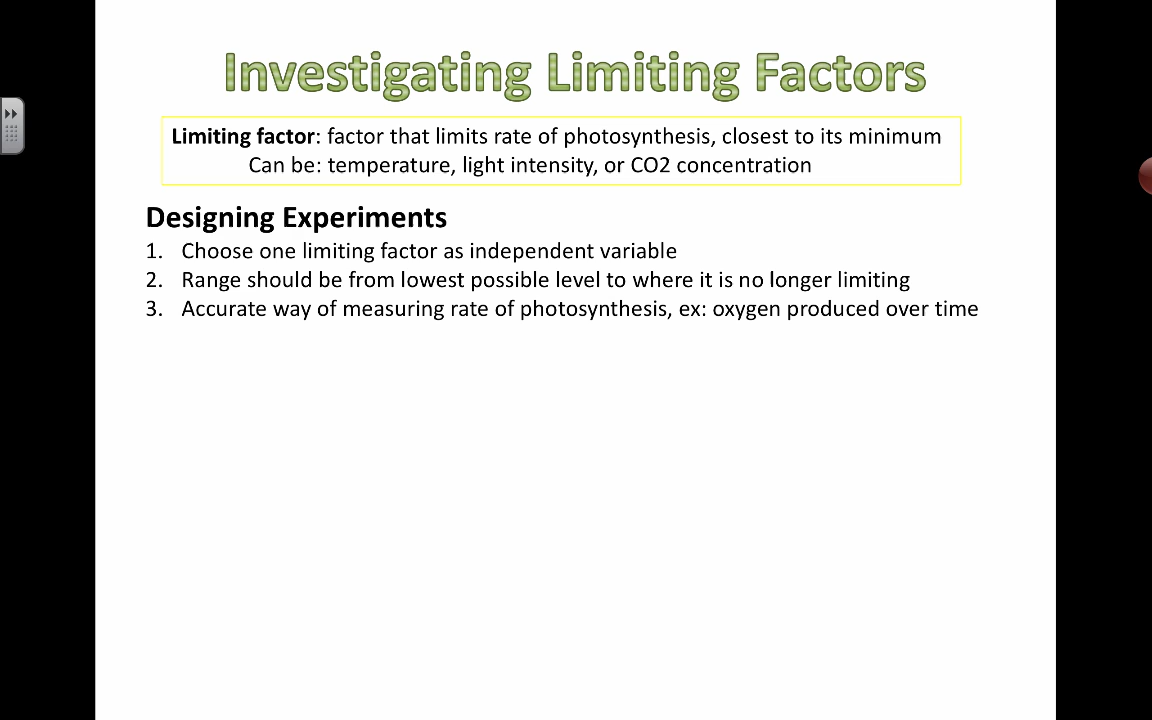 Investigating Limiting Factors
Limiting factor: factor that limits rate of photosynthesis, closest to its minimum
Can be: temperature, light intensity, or CO2 concentration
Designing Experiments
1. Choose one limiting factor as independent variable
2. Range should be from lowest possible level to where it is no longer limiting
3. Accurate way of measuring rate of photosynthesis, ex: oxygen produced over time